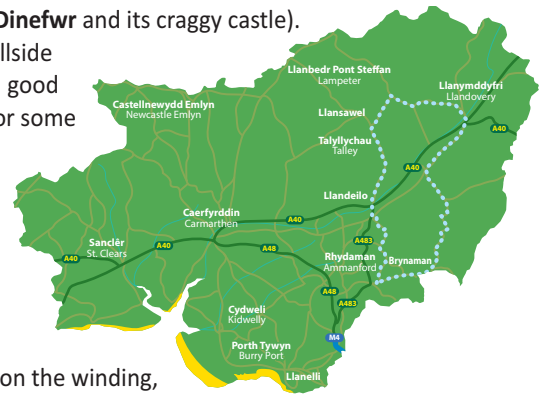 Dinefwr and its craggy castle).
llside
good
or some
Llanbedr Pont Steffan
Lampeter
Llanymddyfri
Llandovery
Castellnewydd Emlyn
Newcastle Emlyn
Llansawel
A40
Talyllychau
Talley
A40
Llandeilo
Caerfyrddin
Carmarthen
A40
Sanclêr
St. Clears
A40
A48
A483
A40
Rhydaman
Ammanford
Brynaman
A48
A483
Cydweli
Kidwelly
M4
Porth Tywyn
Burry Port
Llanelli
on the winding,